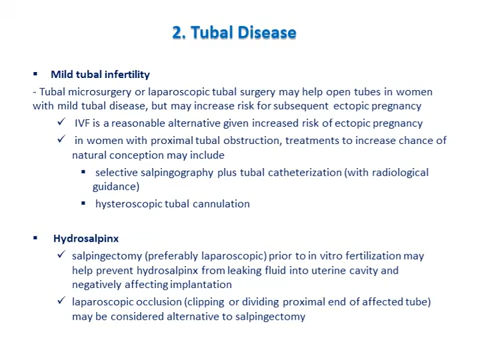 2. Tubal Disease
▪ Mild tubal infertility
- Tubal microsurgery or laparoscopic tubal surgery may help open tubes in women
with mild tubal disease, but may increase risk for subsequent ectopic pregnancy
✓ IVF is a reasonable alternative given increased risk of ectopic pregnancy
✓ in women with proximal tubal obstruction, treatments to increase chance of
natural conception may include
▪ selective salpingography plus tubal catheterization (with radiological
guidance)
▪ hysteroscopic tubal cannulation
▪ Hydrosalpinx
✓ salpingectomy (preferably laparoscopic) prior to in vitro fertilization may
help prevent hydrosalpinx from leaking fluid into uterine cavity and
negatively affecting implantation
✓ laparoscopic occlusion (clipping or dividing proximal end of affected tube)
may be considered alternative to salpingectomy